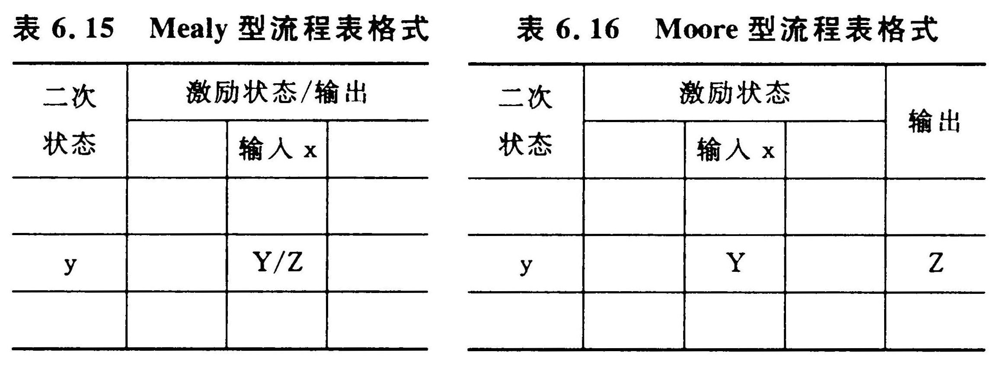 表 6.15 Mealy 型流程表格式
二次
状态
激励状态/输出
输入 x
y
Y/Z
表 6.16 Moore 型流程表格式
二次
状态
激励状态
输出
输入 x
y
Y
Z